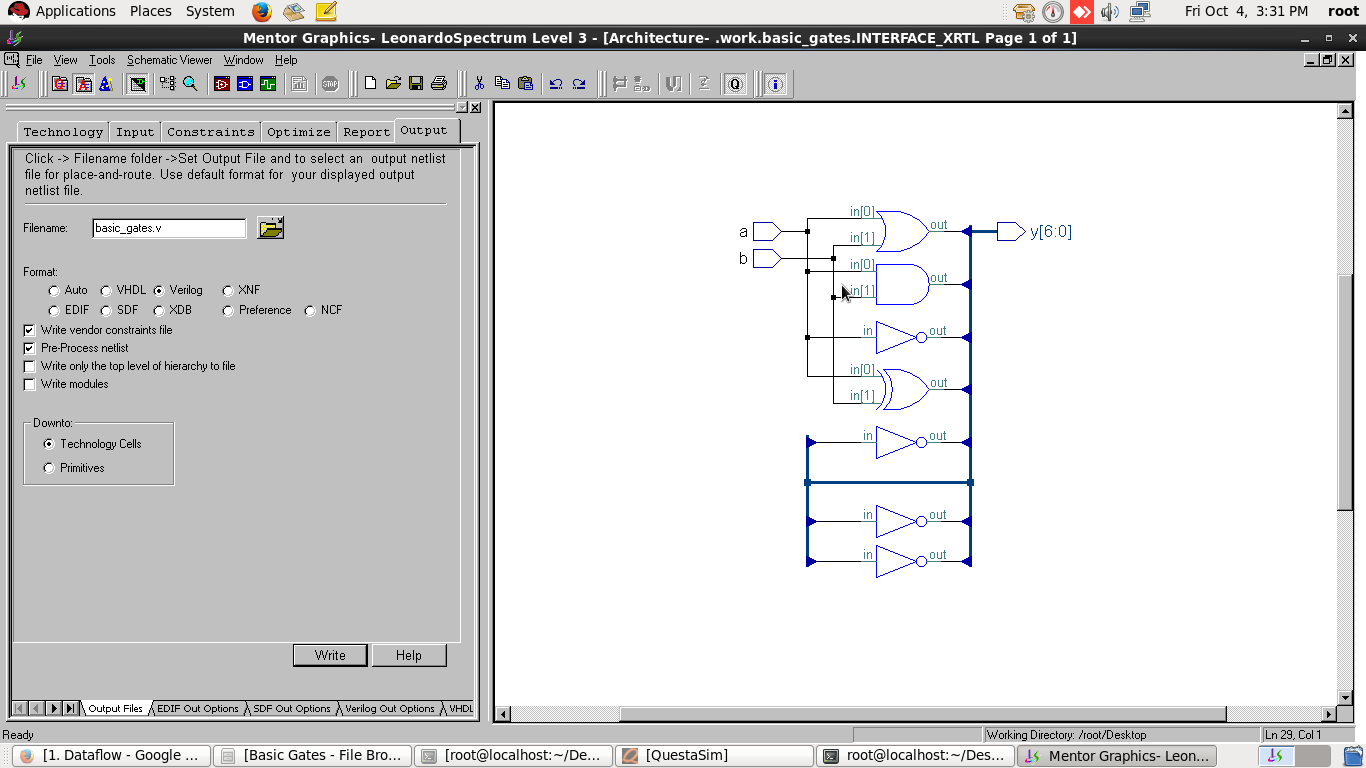 Applications Places System Fri Oct 4, 3:31 PM root
Mentor Graphics- LeonardoSpectrum Level 3 - [Architecture- .work.basic_gates.INTERFACE_XRTL Page 1 of 1]
File View Tools Schematic Viewer Window Help
Technology Input Constraints Optimize Report Output
Click -> Filename folder ->Set Output File and to select an output netlist
file for place-and-route. Use default format for your displayed output
netlist file.
Filename: basic_gates.v
Format:
Auto VHDL Verilog XNF
EDIF SDF XDB Preference NCF
Write vendor constraints file
Pre-Process netlist
Write only the top level of hierarchy to file
Write modules
Downto:
Technology Cells
Primitives
Write Help
Output Files EDIF Out Options SDF Out Options Verilog Out Options VHDL
a in[0] out y[6:0]
b in[1]
in[0] out
in[1]
in out
in[0] out
in[1]
in out
in out
in out
Ready Working Directory: /root/Desktop Ln 29, Col 1
[1. Dataflow - Google ... [Basic Gates - File Bro... [root@localhost:~/De... [QuestaSim] root@localhost:~/Des... Mentor Graphics- Leon...